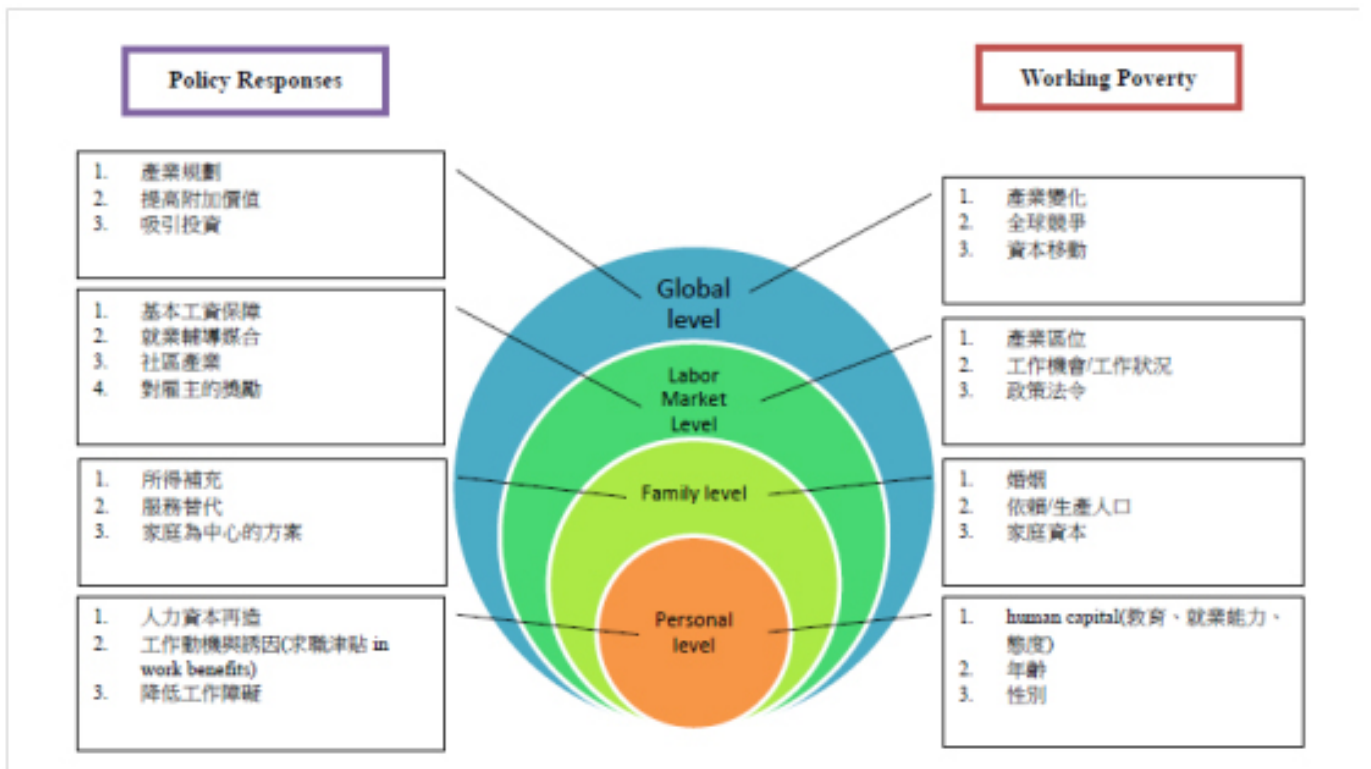 Policy Responses
Working Poverty
1. 產業規劃
2. 提高附加價值
3. 吸引投資
1. 基本工資保障
2. 就業輔導媒合
3. 社區產業
4. 對雇主的獎勵
1. 所得補充
2. 服務替代
3. 家庭為中心的方案
1. 人力資本再造
2. 工作動機與誘因(求職津貼 in
work benefits)
3. 降低工作障礙
Global
level
Labor
Market
Level
Family level
Personal
level
1. 產業變化
2. 全球競爭
3. 資本移動
1. 產業區位
2. 工作機會/工作狀況
3. 政策法令
1. 婚姻
2. 依賴/生產人口
3. 家庭資本
1. human capital(教育、就業能力、
態度)
2. 年齡
3. 性別